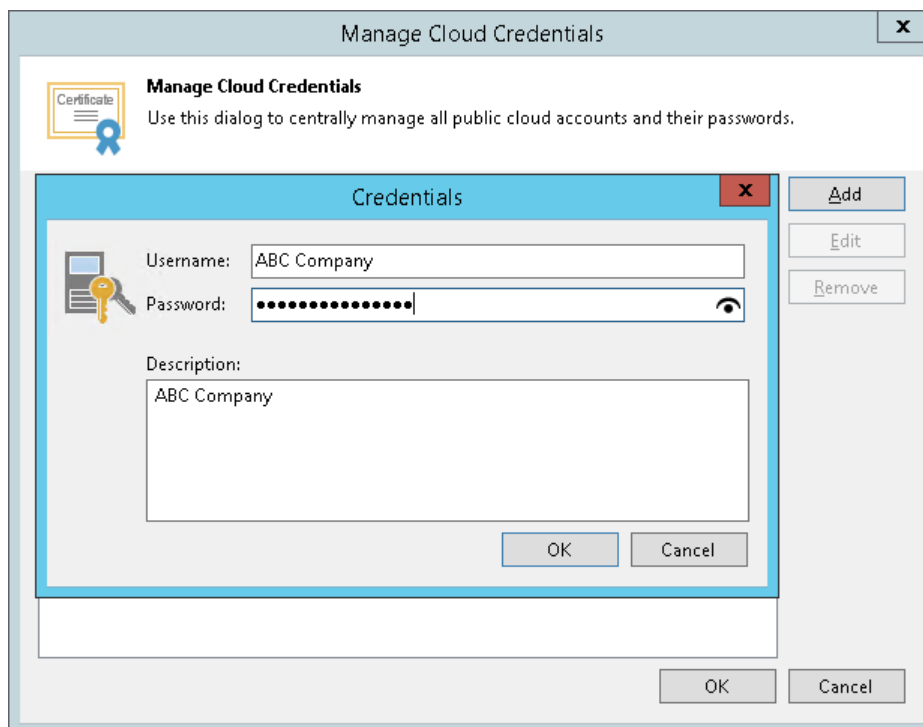 Manage Cloud Credentials
x
Manage Cloud Credentials
Certificate
Use this dialog to centrally manage all public cloud accounts and their passwords.
Credentials
x
Add
Username: ABC Company
Edit
Password: •••••••••••••••
Remove
Description:
ABC Company
OK
Cancel
OK
Cancel